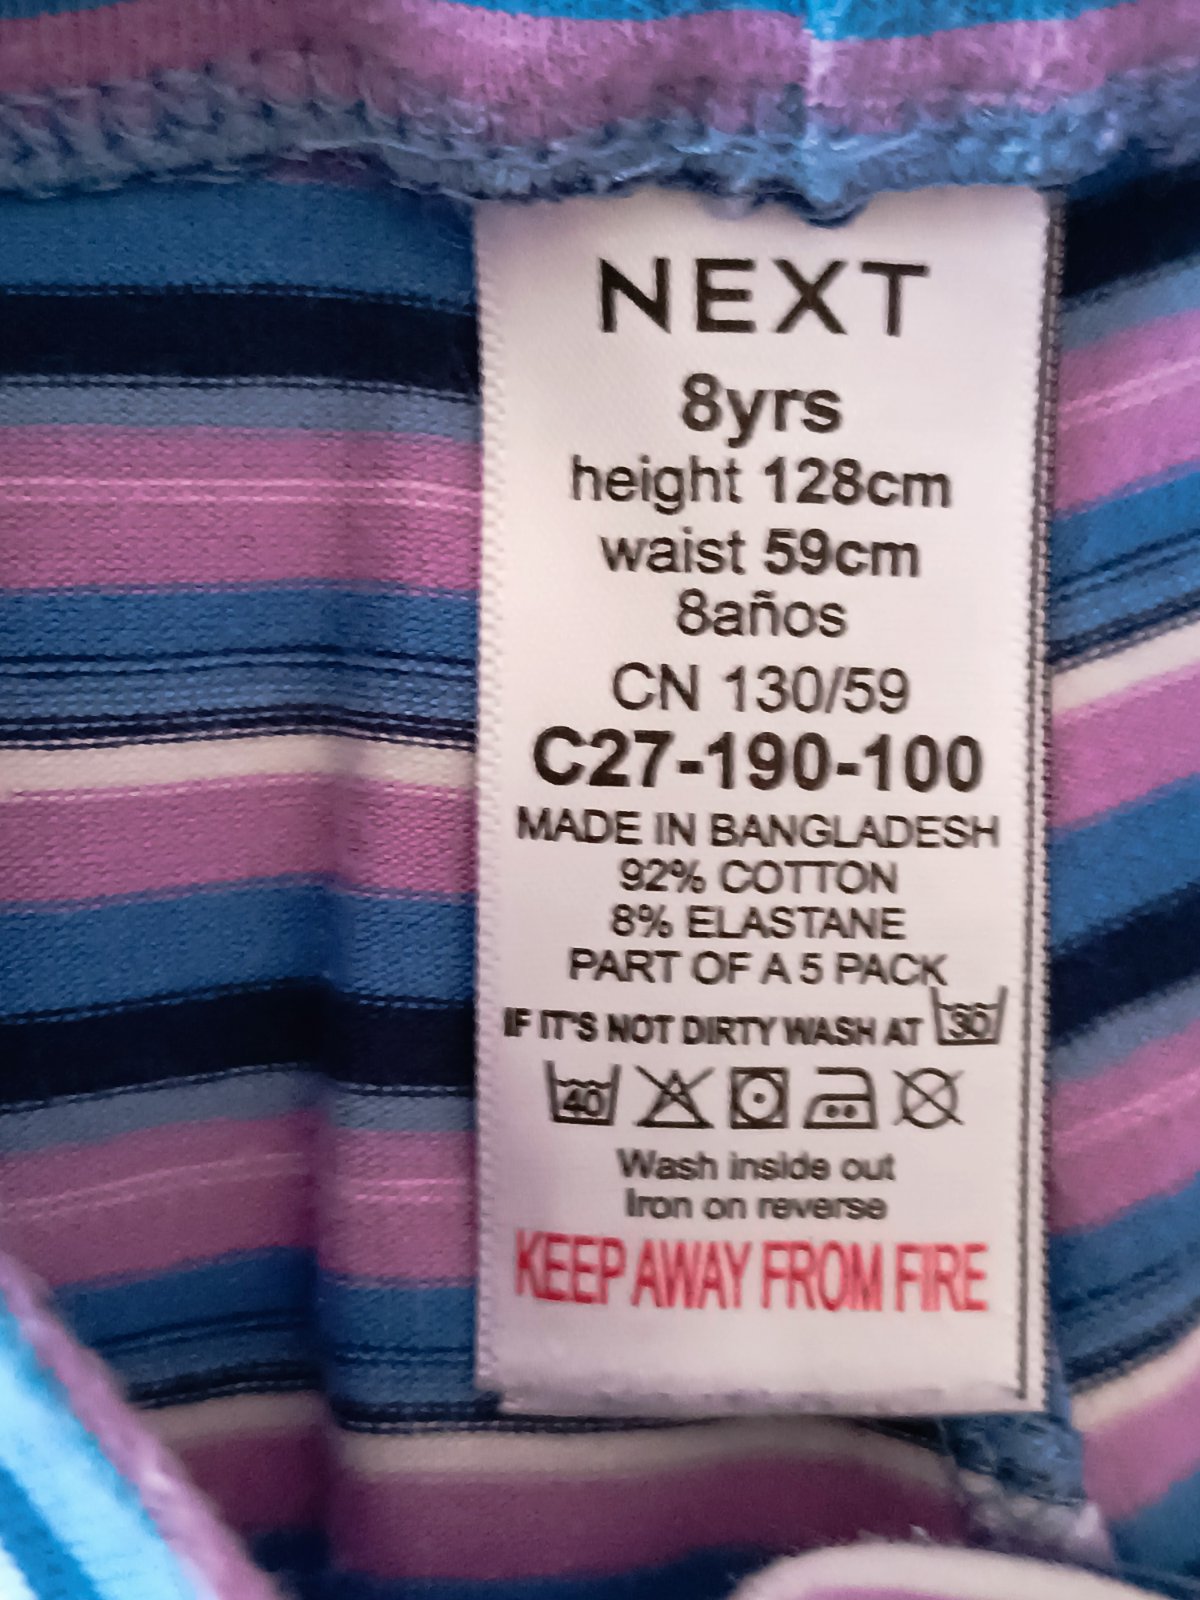 NEXT
8yrs
height 128cm
waist 59cm
8años
CN 130/59
C27-190-100
MADE IN BANGLADESH
92% COTTON
8% ELASTANE
PART OF A 5 PACK
IF IT'S NOT DIRTY WASH AT 30
40
Wash inside out
Iron on reverse
KEEP AWAY FROM FIRE